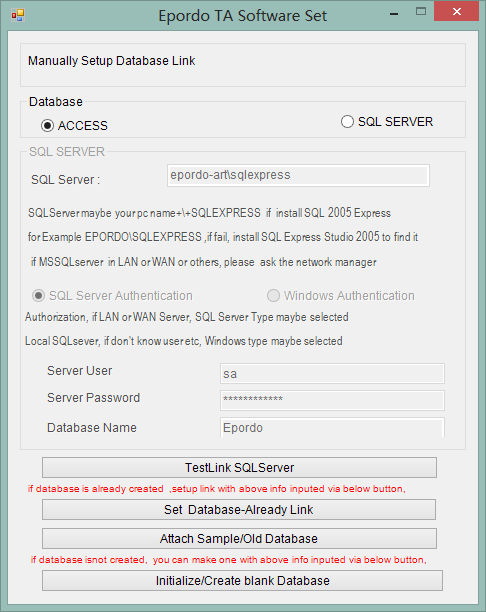 Epordo TA Software Set
Manually Setup Database Link
Database
ACCESS
SQL SERVER
SQL SERVER
SQL Server :
epordo-art\sqlexpress
SQLServer maybe your pc name+\+SQLEXPRESS if install SQL 2005 Express
for Example EPORDO\SQLEXPRESS ,if fail, install SQL Express Studio 2005 to find it
if MSSQLserver in LAN or WAN or others, please ask the network manager
SQL Server Authentication
Windows Authentication
Authorization, if LAN or WAN Server, SQL Server Type maybe selected
Local SQLsever, if don't know user etc, Windows type maybe selected
Server User
sa
Server Password
************
Database Name
Epordo
TestLink SQLServer
if database is already created ,setup link with above info inputed via below button,
Set Database-Already Link
Attach Sample/Old Database
if database isnot created, you can make one with above info inputed via below button,
Initialize/Create blank Database